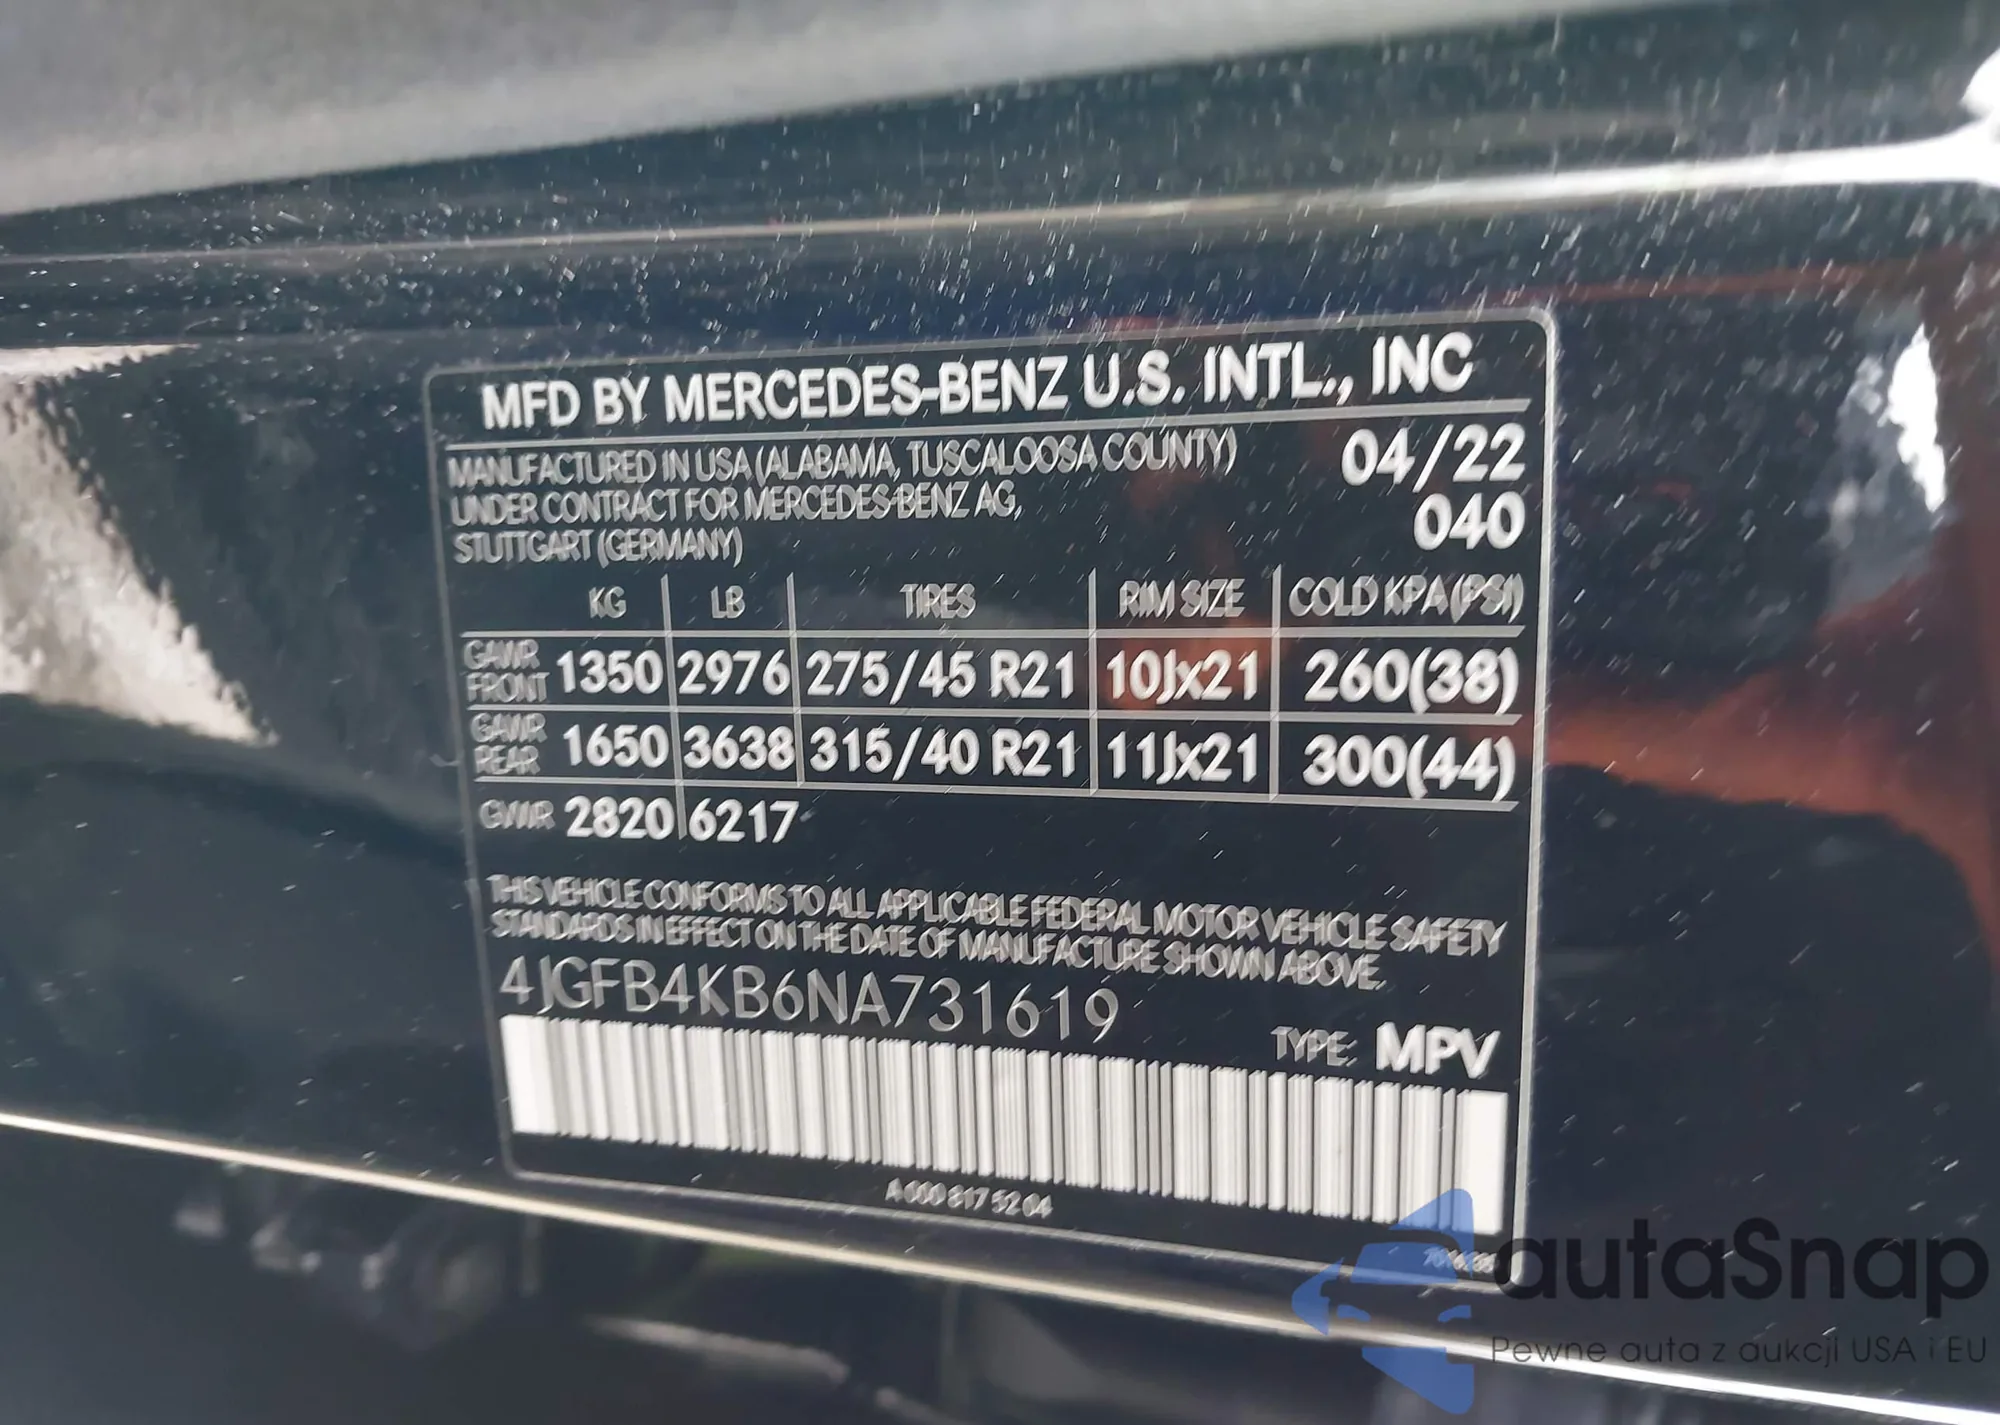 MFD BY MERCEDES-BENZ U.S. INTL., INC
MANUFACTURED IN USA (ALABAMA, TUSCALOOSA COUNTY) 04/22
UNDER CONTRACT FOR MERCEDES-BENZ AG, 040
STUTTGART (GERMANY)
KG LB TIRES RIM SIZE COLD KPA (PSI)
GAWR FRONT 1350 2976 275/45 R21 10Jx21 260(38)
GAWR REAR 1650 3638 315/40 R21 11Jx21 300(44)
GVWR 2820 6217
THIS VEHICLE CONFORMS TO ALL APPLICABLE FEDERAL MOTOR VEHICLE SAFETY
STANDARDS IN EFFECT ON THE DATE OF MANUFACTURE SHOWN ABOVE.
4JGFB4KB6NA731619
TYPE: MPV
A 000 817 52 04
autaSnap
Pewne auta z aukcji USA i EU